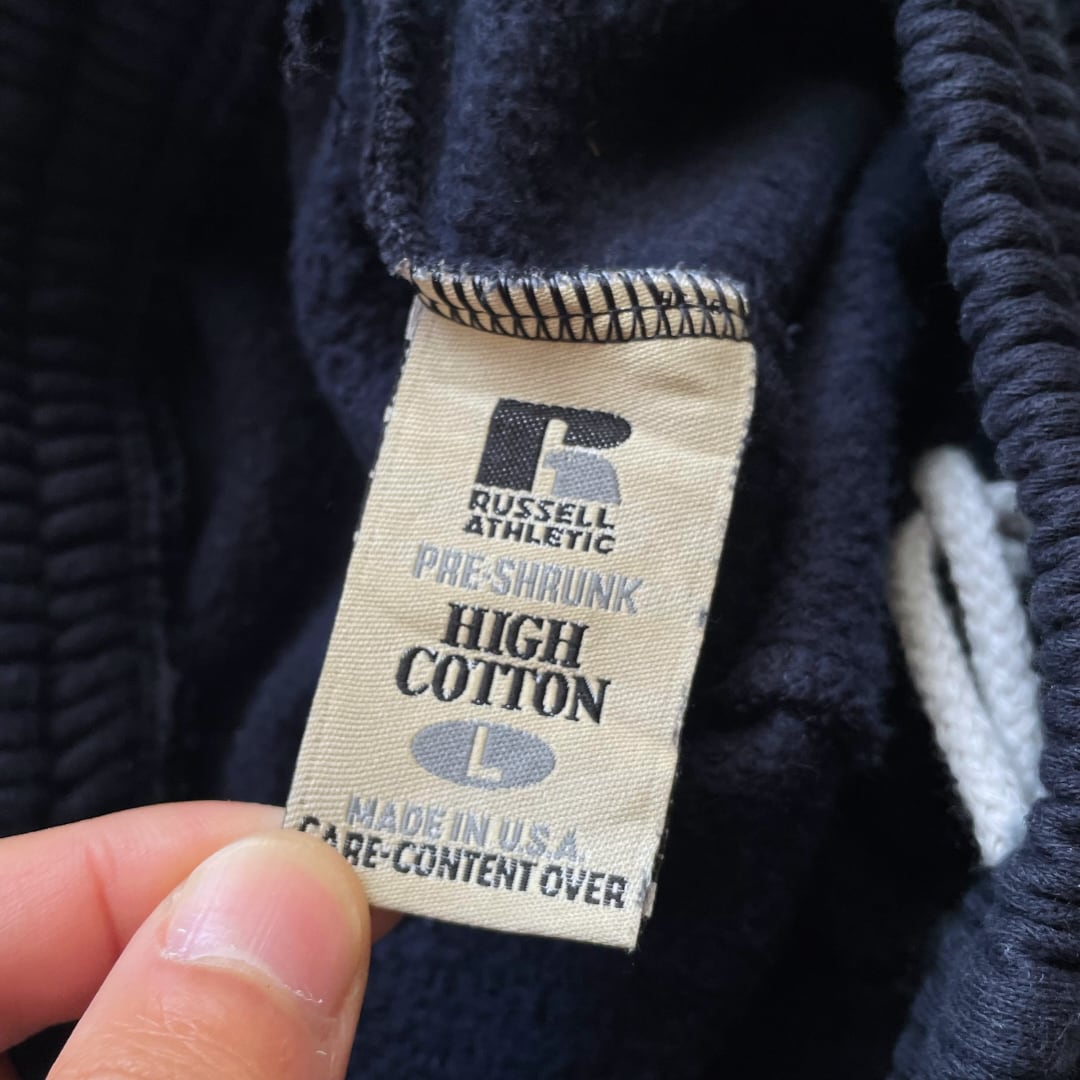 RUSSELL
ATHLETIC
PRE-SHRUNK
HIGH
COTTON
L
MADE IN U.S.A.
CARE-CONTENT OVER